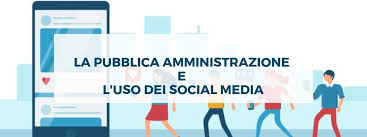 LA PUBBLICA AMMINISTRAZIONE
E
L'USO DEI SOCIAL MEDIA